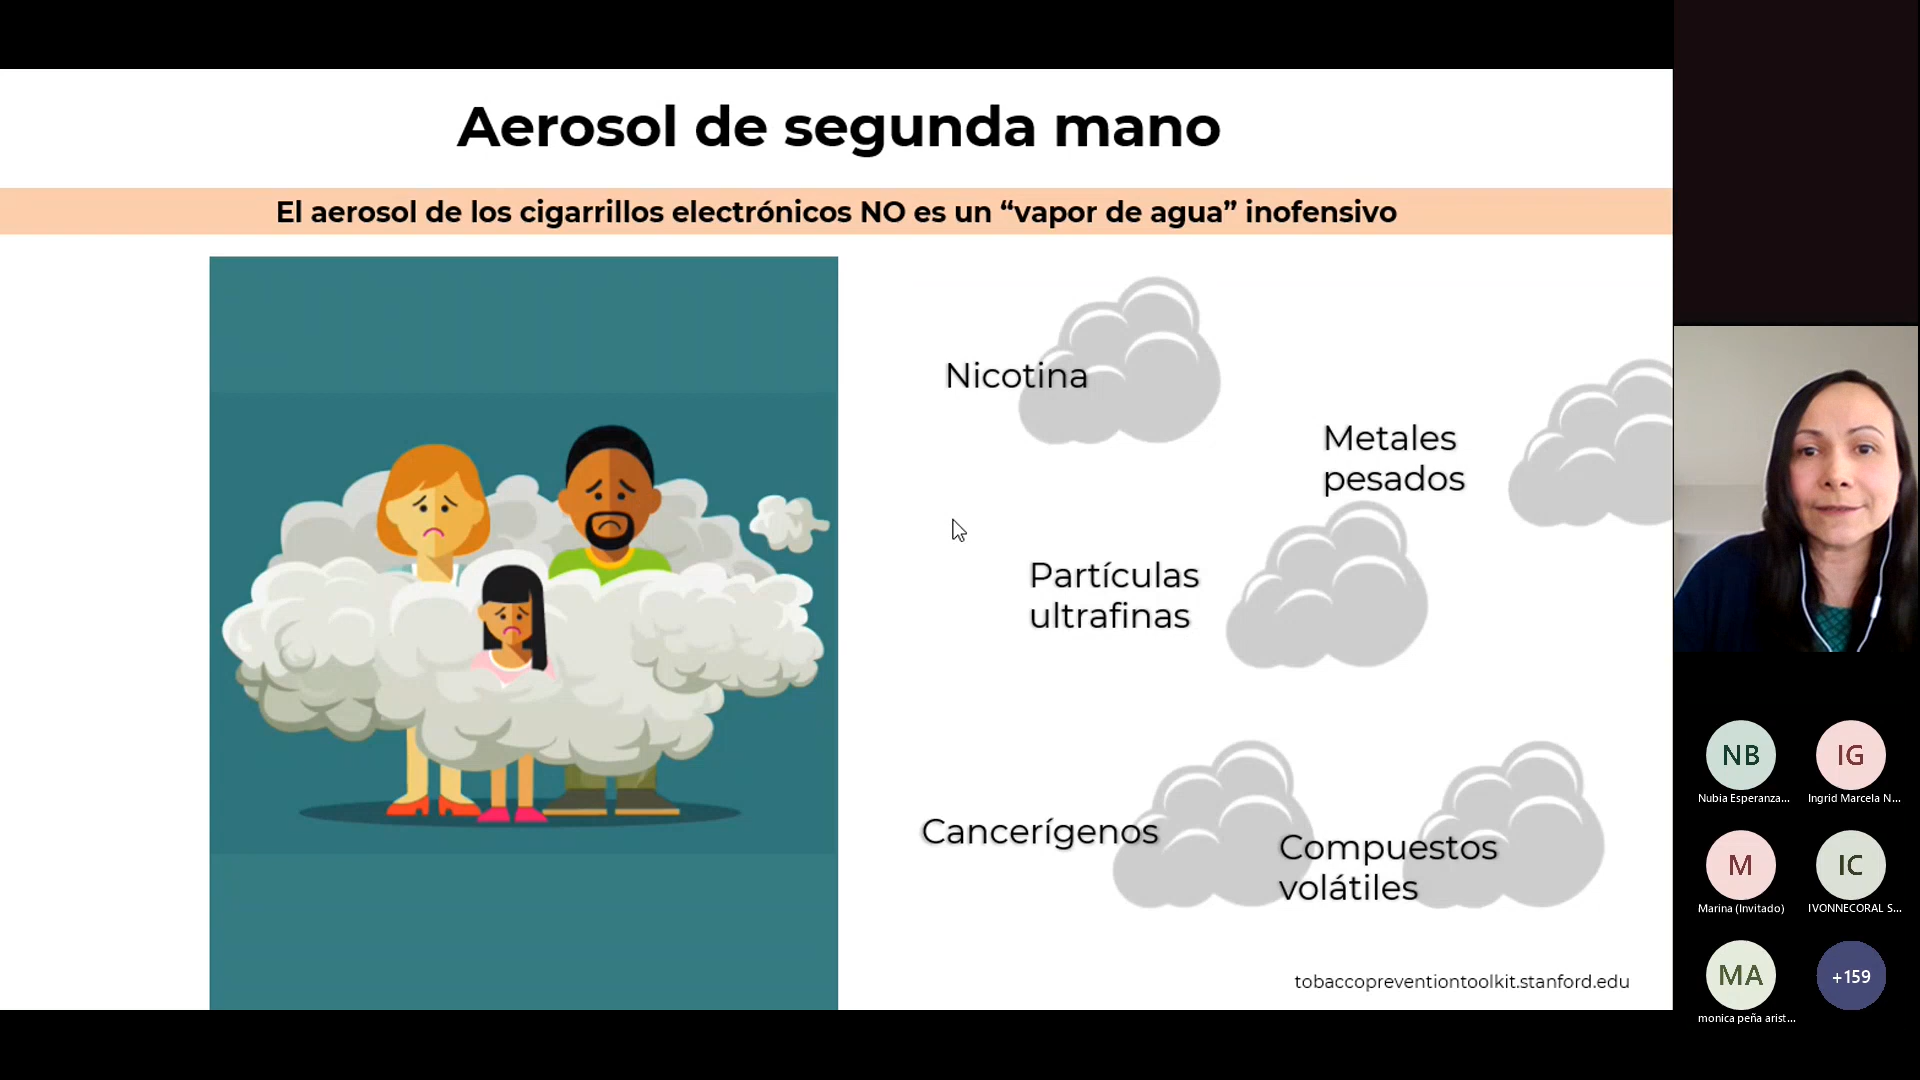 Aerosol de segunda mano
El aerosol de los cigarrillos electrónicos NO es un “vapor de agua” inofensivo
Nicotina
Metales
pesados
Partículas
ultrafinas
Cancerígenos
Compuestos
volátiles
tobaccopreventiontoolkit.stanford.edu
NB
Nubia Esperanza...
IG
Ingrid Marcela N...
M
Marina (Invitado)
IC
IVONNECORAL S...
MA
monica peña arist...
+159